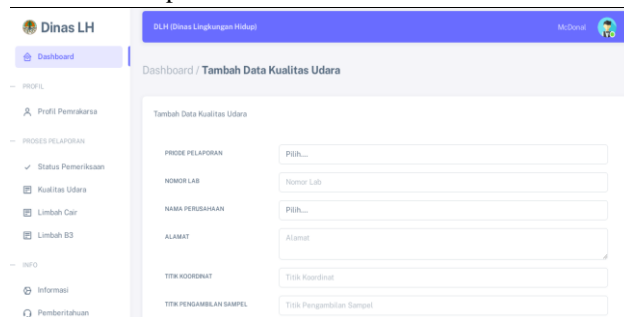 Dinas LH
DLH (Dinas Lingkungan Hidup)
McDonal
Dashboard
PROFIL
Profil Pemrakarsa
PROSES PELAPORAN
Status Pemeriksaan
Kualitas Udara
Limbah Cair
Limbah B3
INFO
Informasi
Pemberitahuan
Dashboard / Tambah Data Kualitas Udara
Tambah Data Kualitas Udara
PRIODE PELAPORAN
Pilih....
NOMOR LAB
Nomor Lab
NAMA PERUSAHAAN
Pilih....
ALAMAT
Alamat
TITIK KOORDINAT
Titik Koordinat
TITIK PENGAMBILAN SAMPEL
Titik Pengambilan Sampel